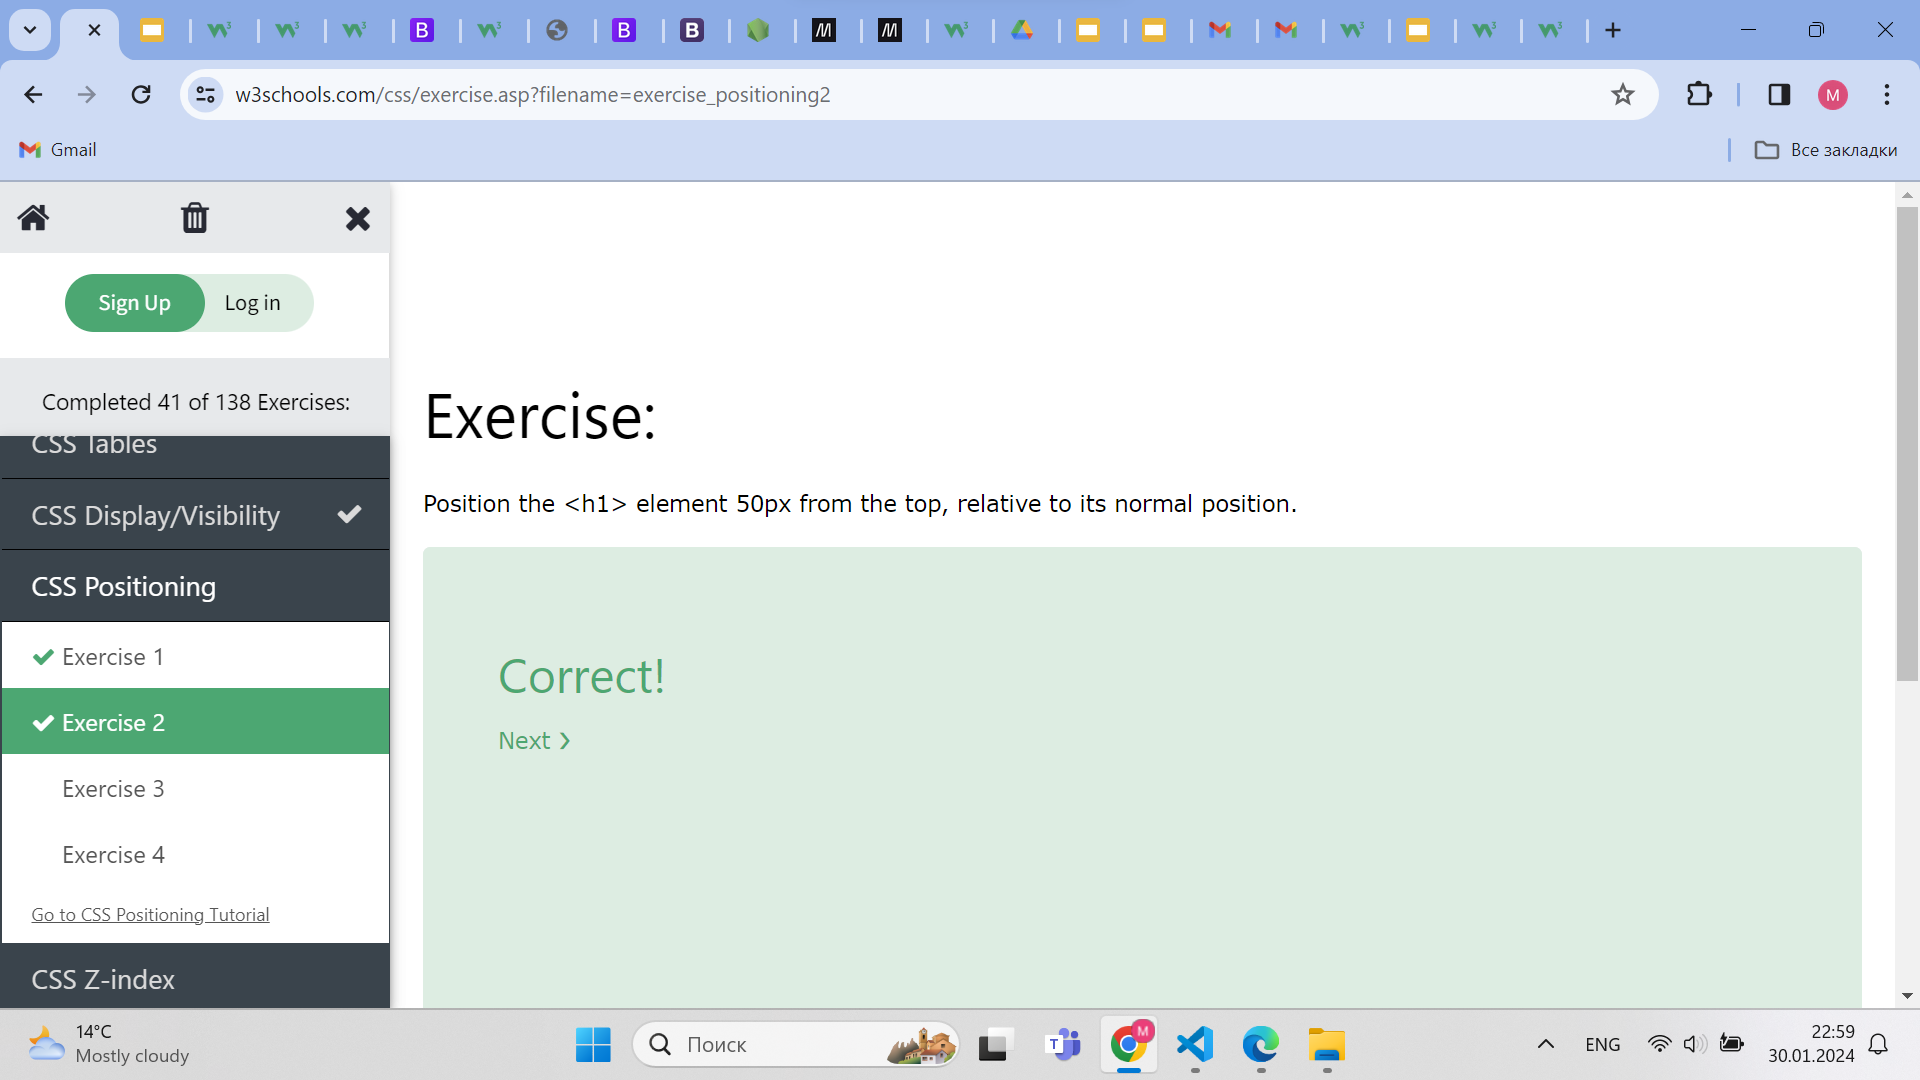 w3schools.com/css/exercise.asp?filename=exercise_positioning2
M
Gmail
Все закладки
Sign Up
Log in
Completed 41 of 138 Exercises:
CSS Tables
CSS Display/Visibility
CSS Positioning
Exercise 1
Exercise 2
Exercise 3
Exercise 4
Go to CSS Positioning Tutorial
CSS Z-index
Exercise:
Position the <h1> element 50px from the top, relative to its normal position.
Correct!
Next ❯
14°C
Mostly cloudy
Поиск
ENG
22:59
30.01.2024